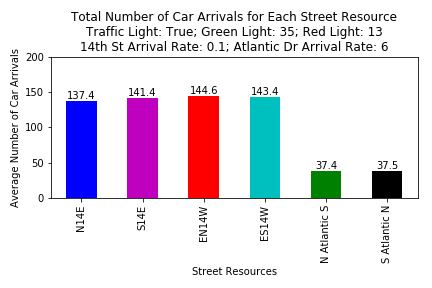 Total Number of Car Arrivals for Each Street Resource
Traffic Light: True; Green Light: 35; Red Light: 13
14th St Arrival Rate: 0.1; Atlantic Dr Arrival Rate: 6
Average Number of Car Arrivals
200
150
100
50
0
137.4
141.4
144.6
143.4
37.4
37.5
N14E
S14E
EN14W
ES14W
N Atlantic S
S Atlantic N
Street Resources